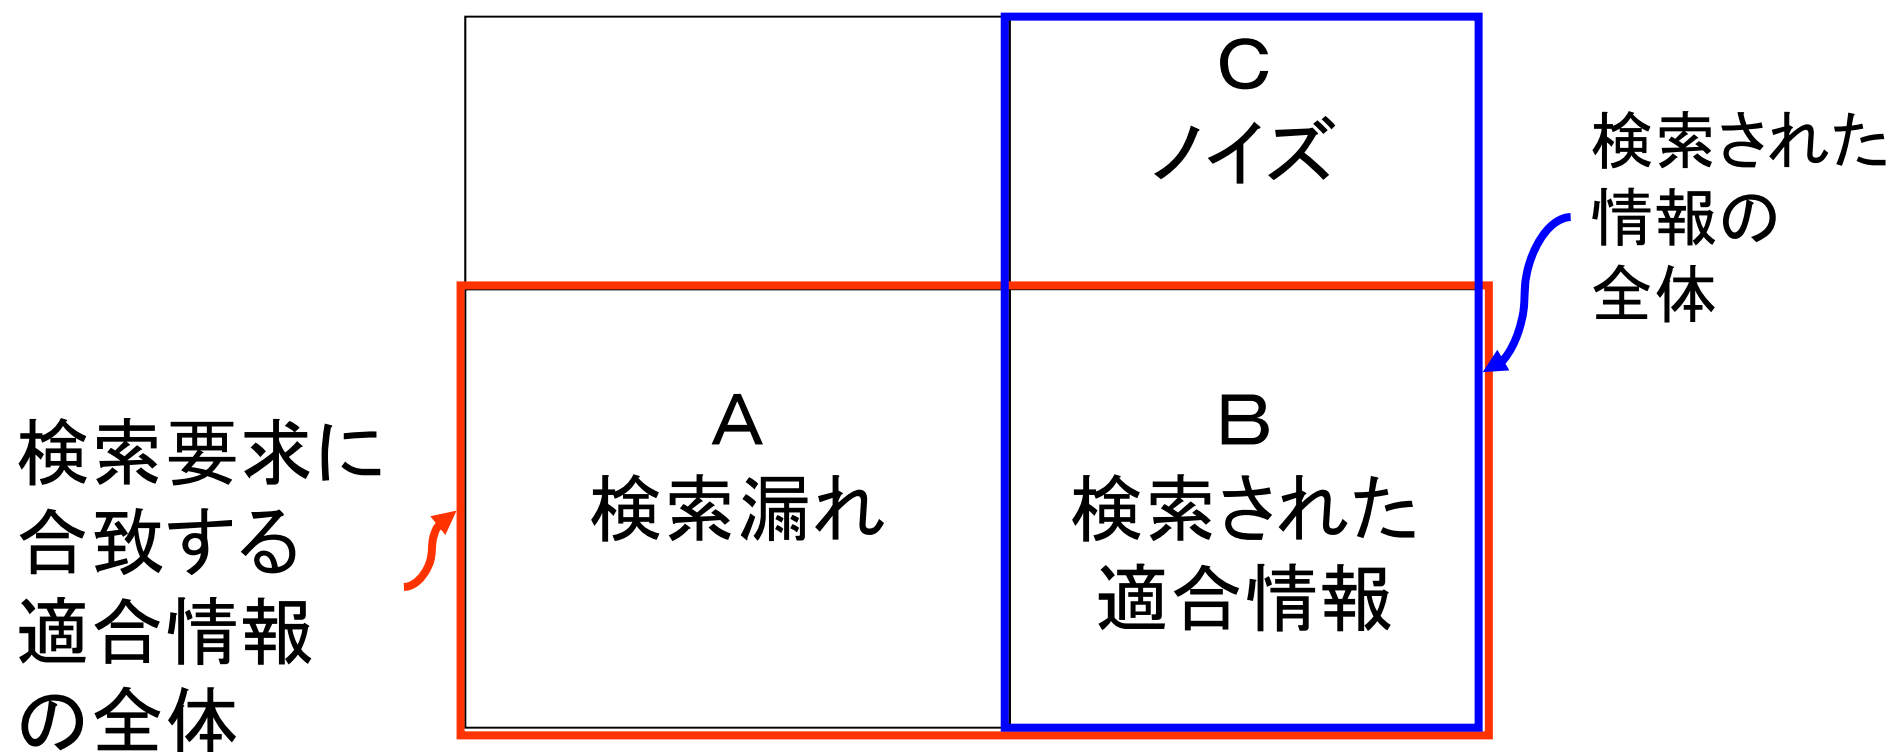 C
ノイズ
検索された
情報の
全体
A
検索漏れ
B
検索された
適合情報
検索要求に
合致する
適合情報
の全体